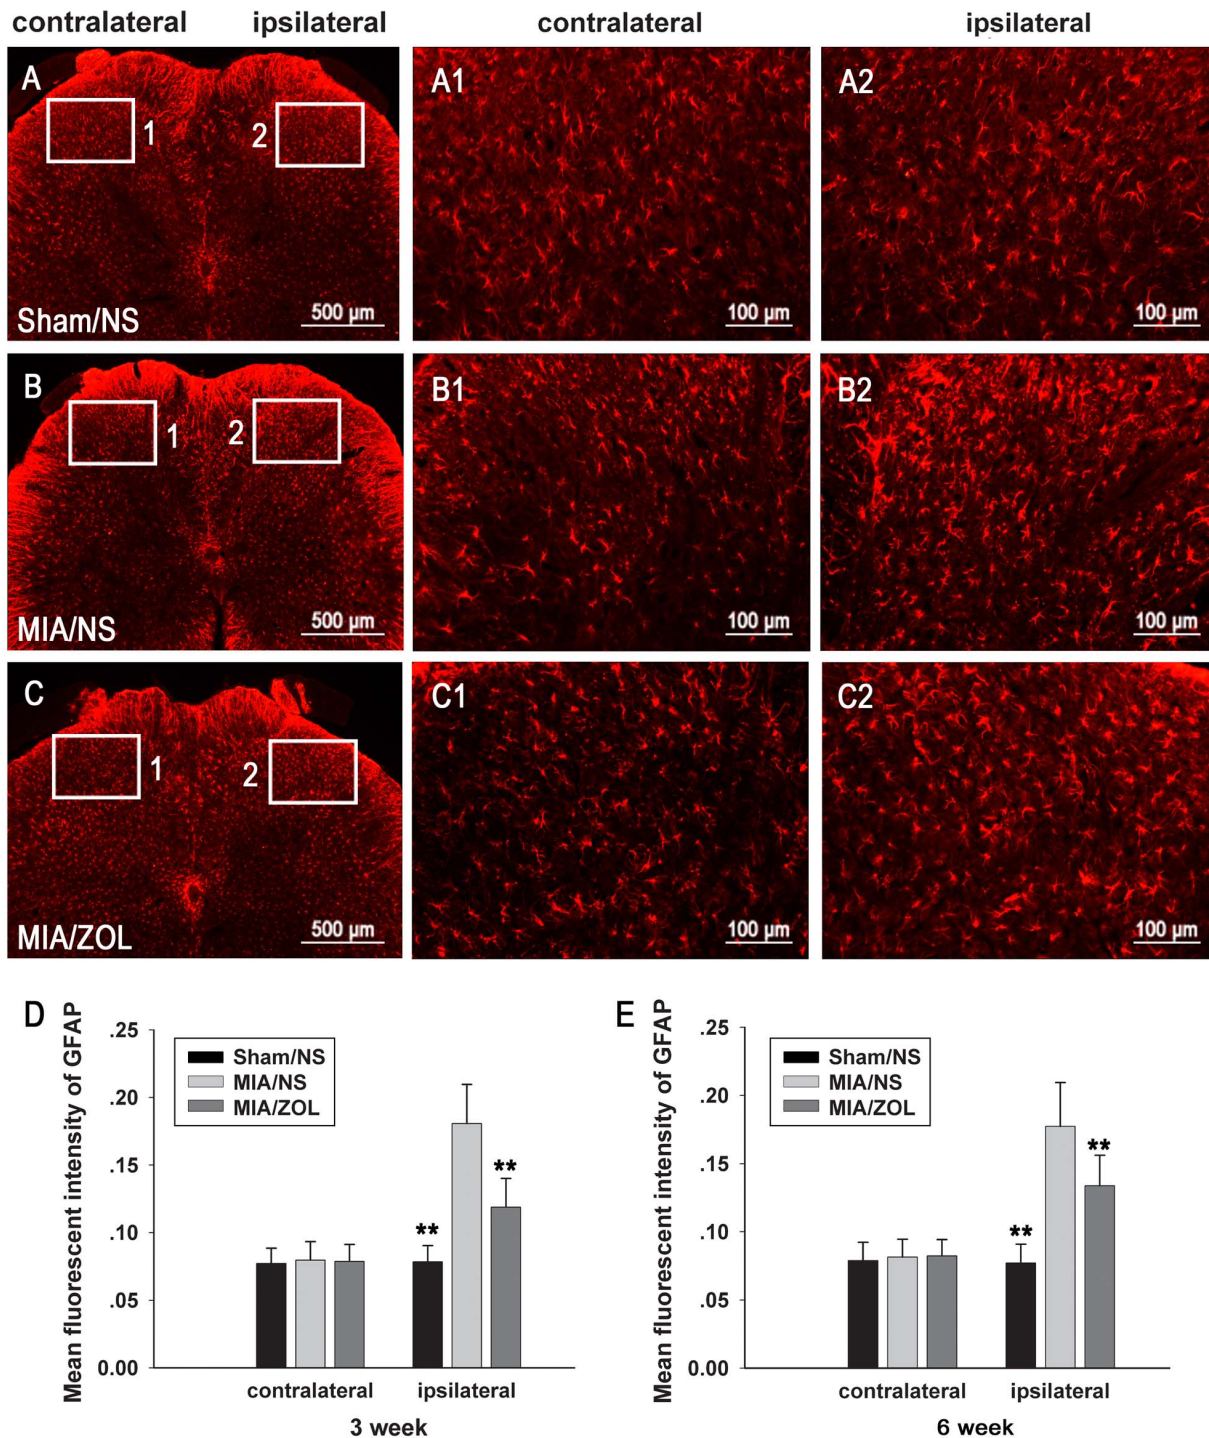 contralateral ipsilateral contralateral ipsilateral
A
1
2
Sham/NS
500 µm
A1
100 µm
A2
100 µm
B
1
2
MIA/NS
500 µm
B1
100 µm
B2
100 µm
C
1
2
MIA/ZOL
500 µm
C1
100 µm
C2
100 µm
D
Mean fluorescent intensity of GFAP
.25
.20
.15
.10
.05
0.00
Sham/NS
MIA/NS
MIA/ZOL
**
**
contralateral ipsilateral
3 week
E
Mean fluorescent intensity of GFAP
.25
.20
.15
.10
.05
0.00
Sham/NS
MIA/NS
MIA/ZOL
**
**
contralateral ipsilateral
6 week